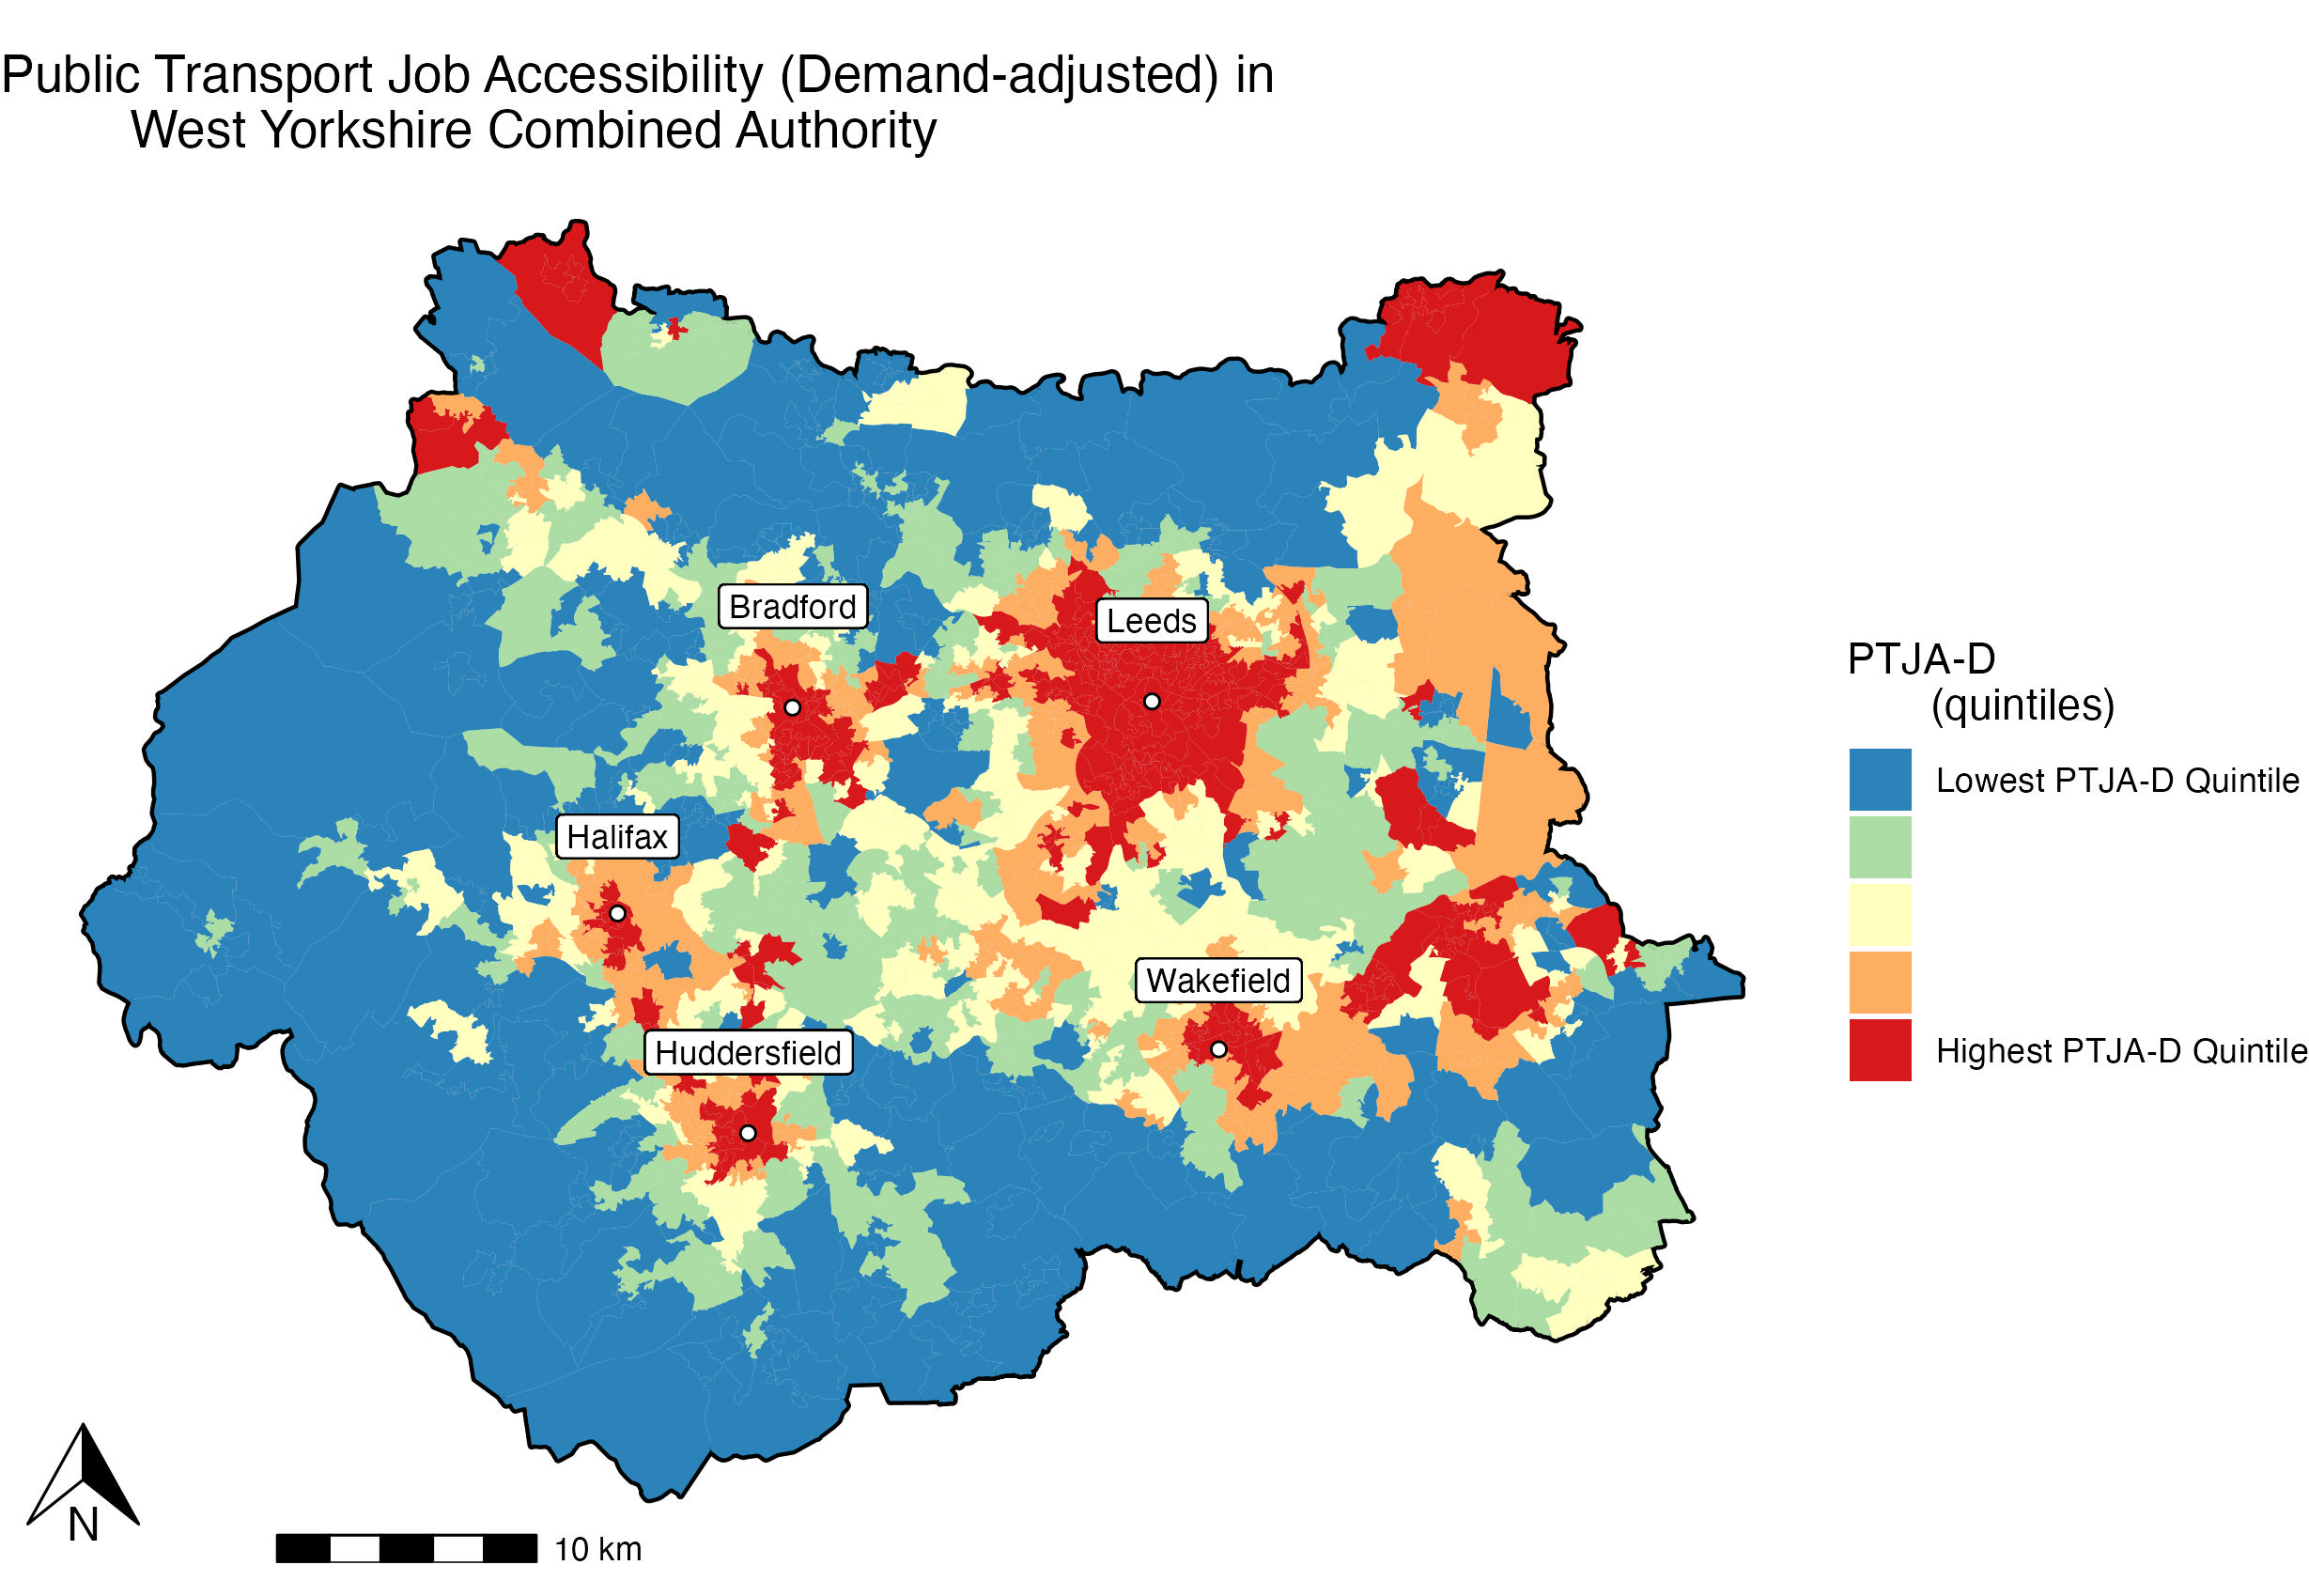 Public Transport Job Accessibility (Demand-adjusted) in
West Yorkshire Combined Authority
Bradford
Leeds
Halifax
Wakefield
Huddersfield
PTJA-D
(quintiles)
Lowest PTJA-D Quintile
Highest PTJA-D Quintile
N
10 km